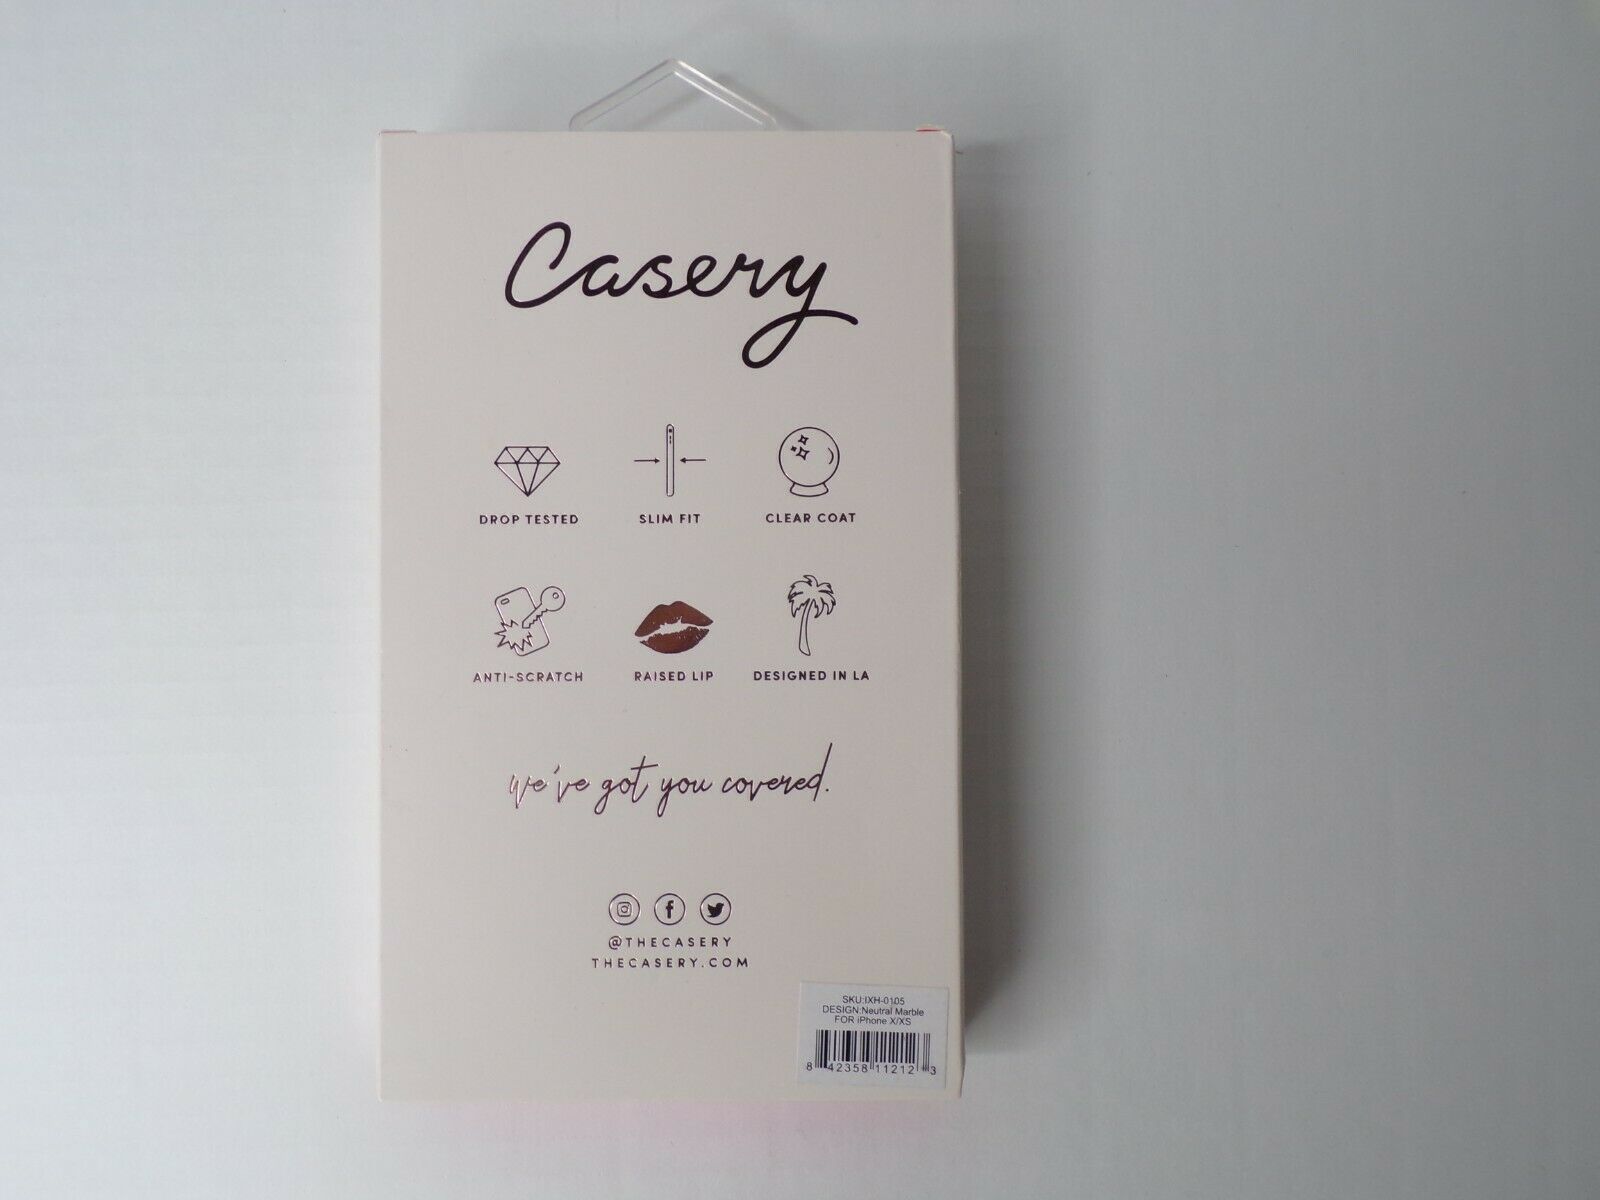 Casery
DROP TESTED SLIM FIT CLEAR COAT
ANTI-SCRATCH RAISED LIP DESIGNED IN LA
we've got you covered.
@THECASERY
THECASERY.COM
SKU:IXH-0105
DESIGN:Neutral Marble
FOR iPhone X/XS
8 42358 11212 3